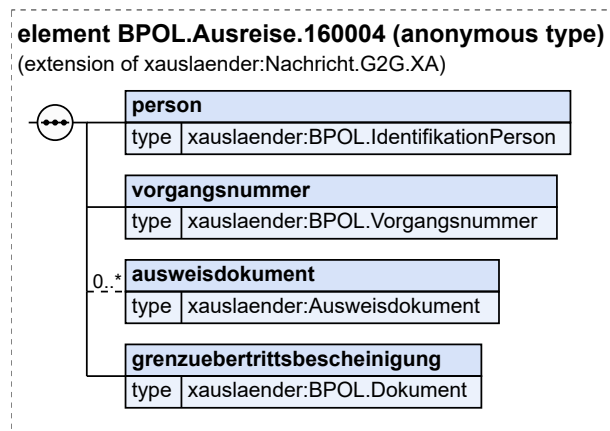 element BPOL.Ausreise.160004 (anonymous type)
(extension of xauslaender:Nachricht.G2G.XA)
person
type xauslaender:BPOL.IdentifikationPerson
vorgangsnummer
type xauslaender:BPOL.Vorgangsnummer
0..* ausweisdokument
type xauslaender:Ausweisdokument
grenzuebertrittsbescheinigung
type xauslaender:BPOL.Dokument